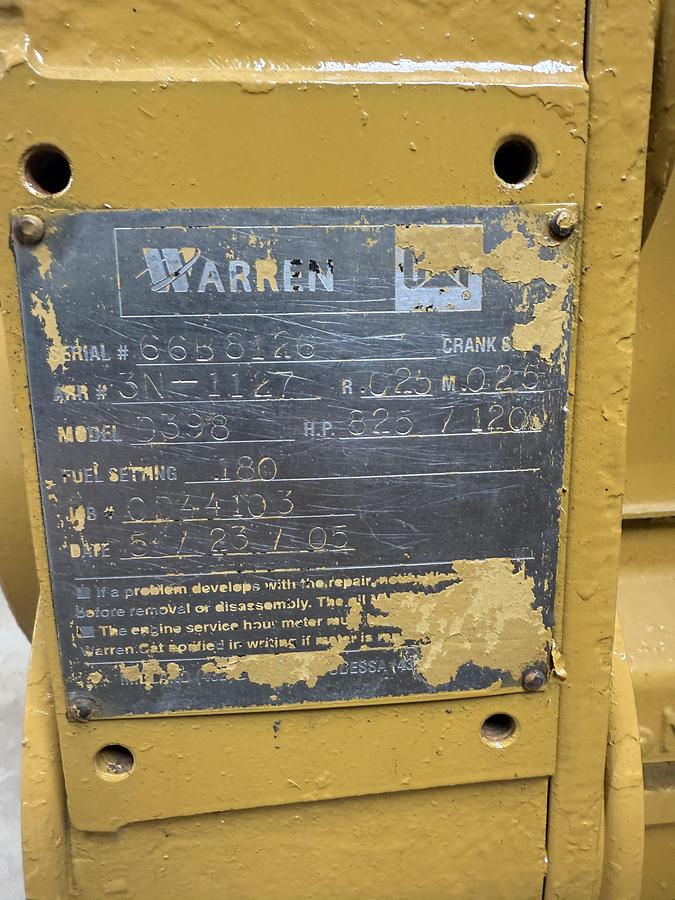 WARREN
SERIAL # 66B8126 CRANK S
ARR # 3N-1127 R .025 M .025
MODEL D398 H.P. 825 / 1200
FUEL SETTING .180
JOB # CD44103
DATE 5 / 23 / 05
If a problem develops with the repair,
before removal or disassembly. The
The engine service hour meter
Warren Cat notified in writing if meter is
ODESSA